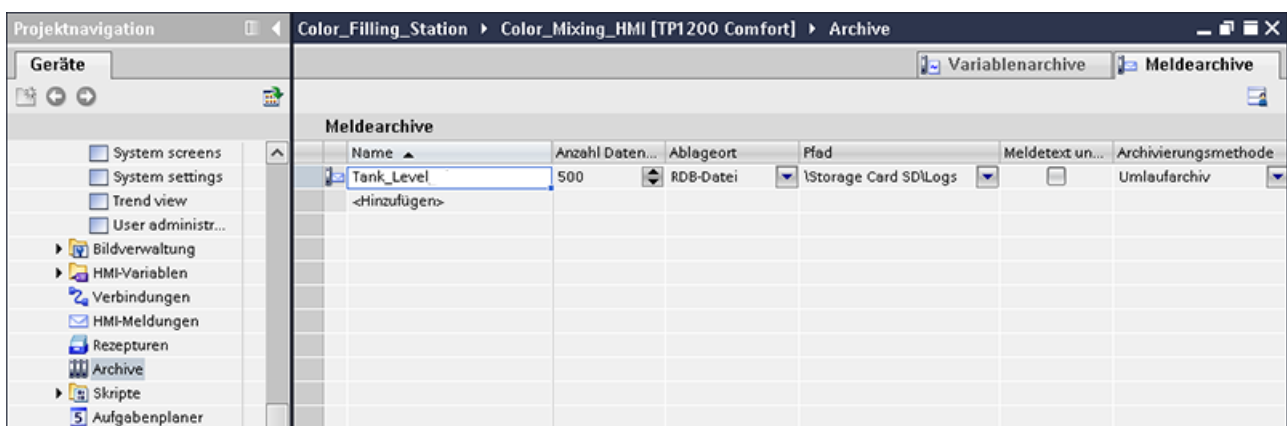 Projektnavigation
Color_Filling_Station ▸ Color_Mixing_HMI [TP1200 Comfort] ▸ Archive
Geräte
Variablenarchive
Meldearchive
Meldearchive
Name Anzahl Daten... Ablageort Pfad Meldetext un... Archivierungsmethode
Tank_Level 500 RDB-Datei \Storage Card SD\Logs Umlaufarchiv
<Hinzufügen>
System screens
System settings
Trend view
User administr...
Bildverwaltung
HMI-Variablen
Verbindungen
HMI-Meldungen
Rezepturen
Archive
Skripte
Aufgabenplaner